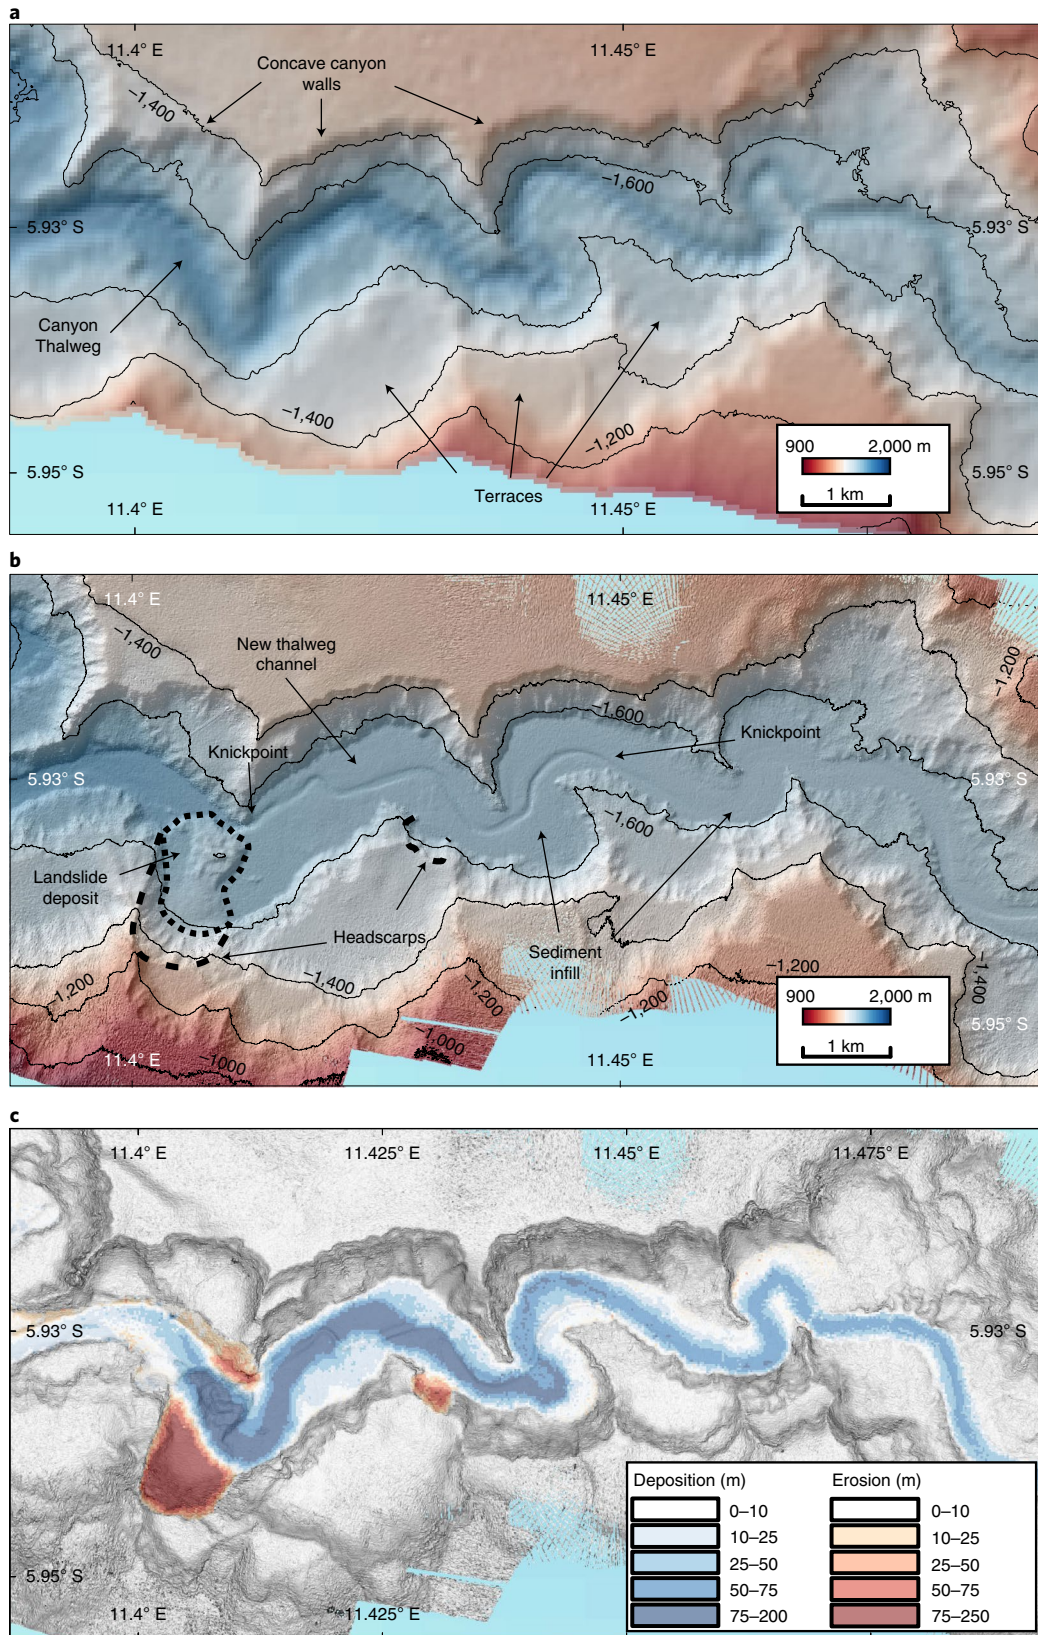 a
11.4° E
11.45° E
Concave canyon
walls
−1,400
−1,600
5.93° S
5.93° S
Canyon
Thalweg
−1,400
−1,200
900
2,000 m
1 km
5.95° S
5.95° S
Terraces
11.4° E
11.45° E
b
11.4° E
11.45° E
−1,400
New thalweg
channel
−1,200
−1,600
Knickpoint
Knickpoint
5.93° S
5.93° S
−1,600
Landslide
deposit
Headscarps
Sediment
infill
−1,400
−1,200
−1,200
−1,200
−1,200
−1,400
900
2,000 m
1 km
5.95° S
−1,000
−1000
11.4° E
11.45° E
c
11.4° E
11.425° E
11.45° E
11.475° E
5.93° S
5.93° S
5.95° S
11.4° E
11.425° E
Deposition (m)
Erosion (m)
0–10
0–10
10–25
10–25
25–50
25–50
50–75
50–75
75–200
75–250